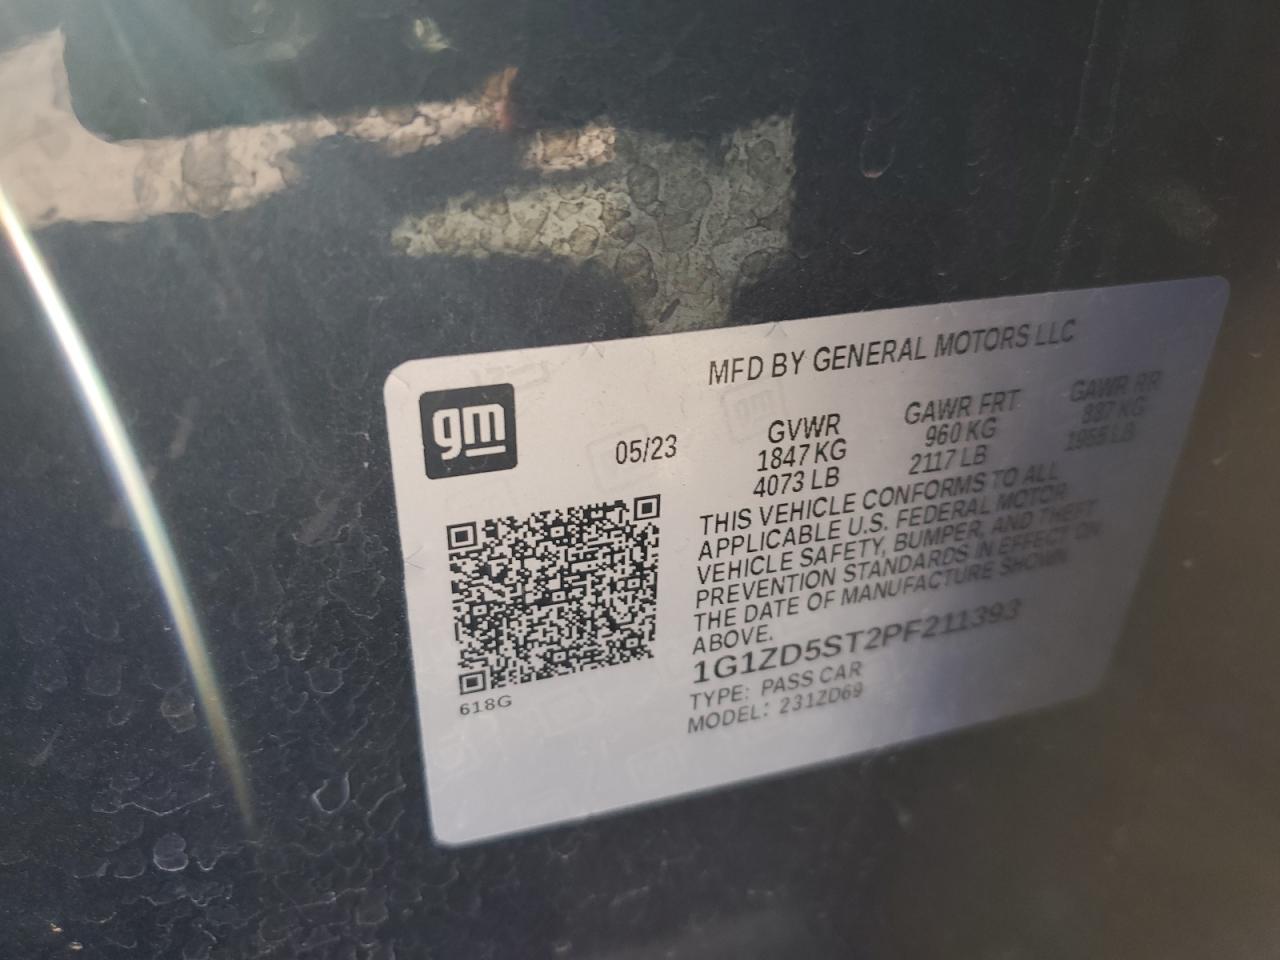 MFD BY GENERAL MOTORS LLC
gm
05/23
GVWR GAWR FRT GAWR RR
1847 KG 960 KG 887 KG
4073 LB 2117 LB 1955 LB
THIS VEHICLE CONFORMS TO ALL
APPLICABLE U.S. FEDERAL MOTOR
VEHICLE SAFETY, BUMPER, AND THEFT
PREVENTION STANDARDS IN EFFECT ON
THE DATE OF MANUFACTURE SHOWN
ABOVE.
1G1ZD5ST2PF211393
TYPE: PASS CAR
MODEL: 231ZD69
618G